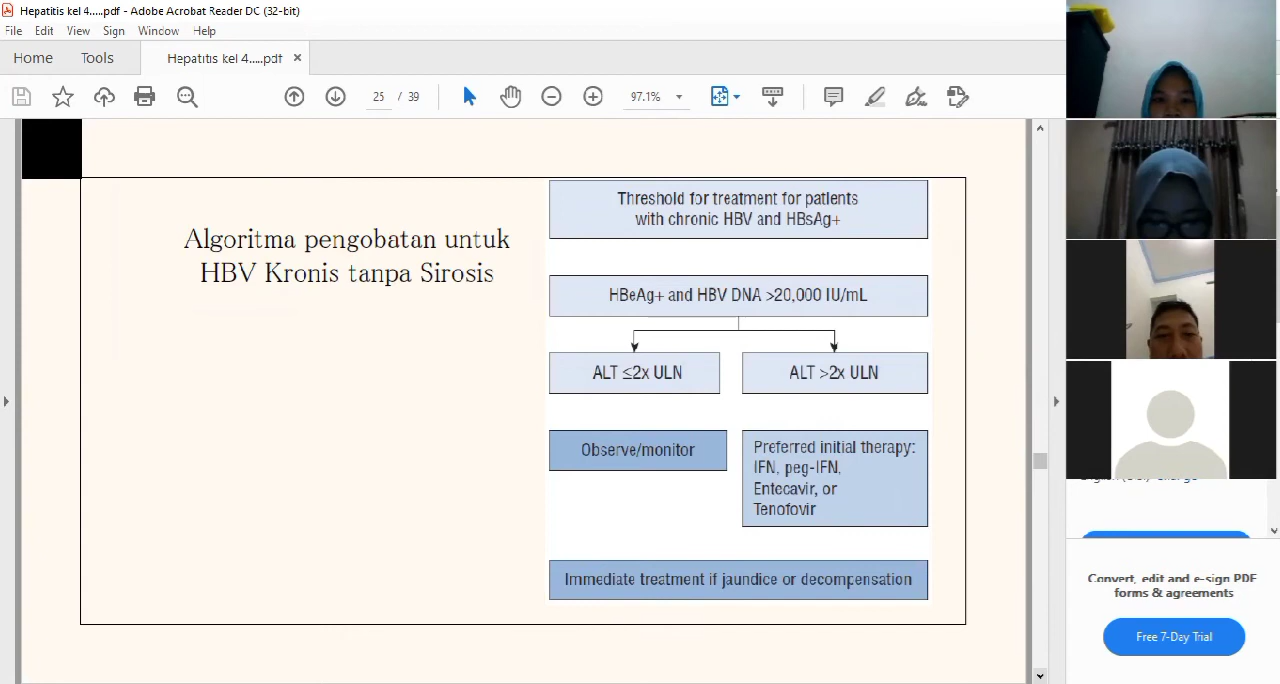 Hepatitis kel 4.....pdf - Adobe Acrobat Reader DC (32-bit)
File Edit View Sign Window Help
Home Tools Hepatitis kel 4.....pdf ×
25 / 39 97.1%
Algoritma pengobatan untuk
HBV Kronis tanpa Sirosis
Threshold for treatment for patients
with chronic HBV and HBsAg+
HBeAg+ and HBV DNA >20,000 IU/mL
ALT ≤2x ULN
ALT >2x ULN
Observe/monitor
Preferred initial therapy:
IFN, peg-IFN,
Entecavir, or
Tenofovir
Immediate treatment if jaundice or decompensation
Convert, edit and e-sign PDF
forms & agreements
Free 7-Day Trial